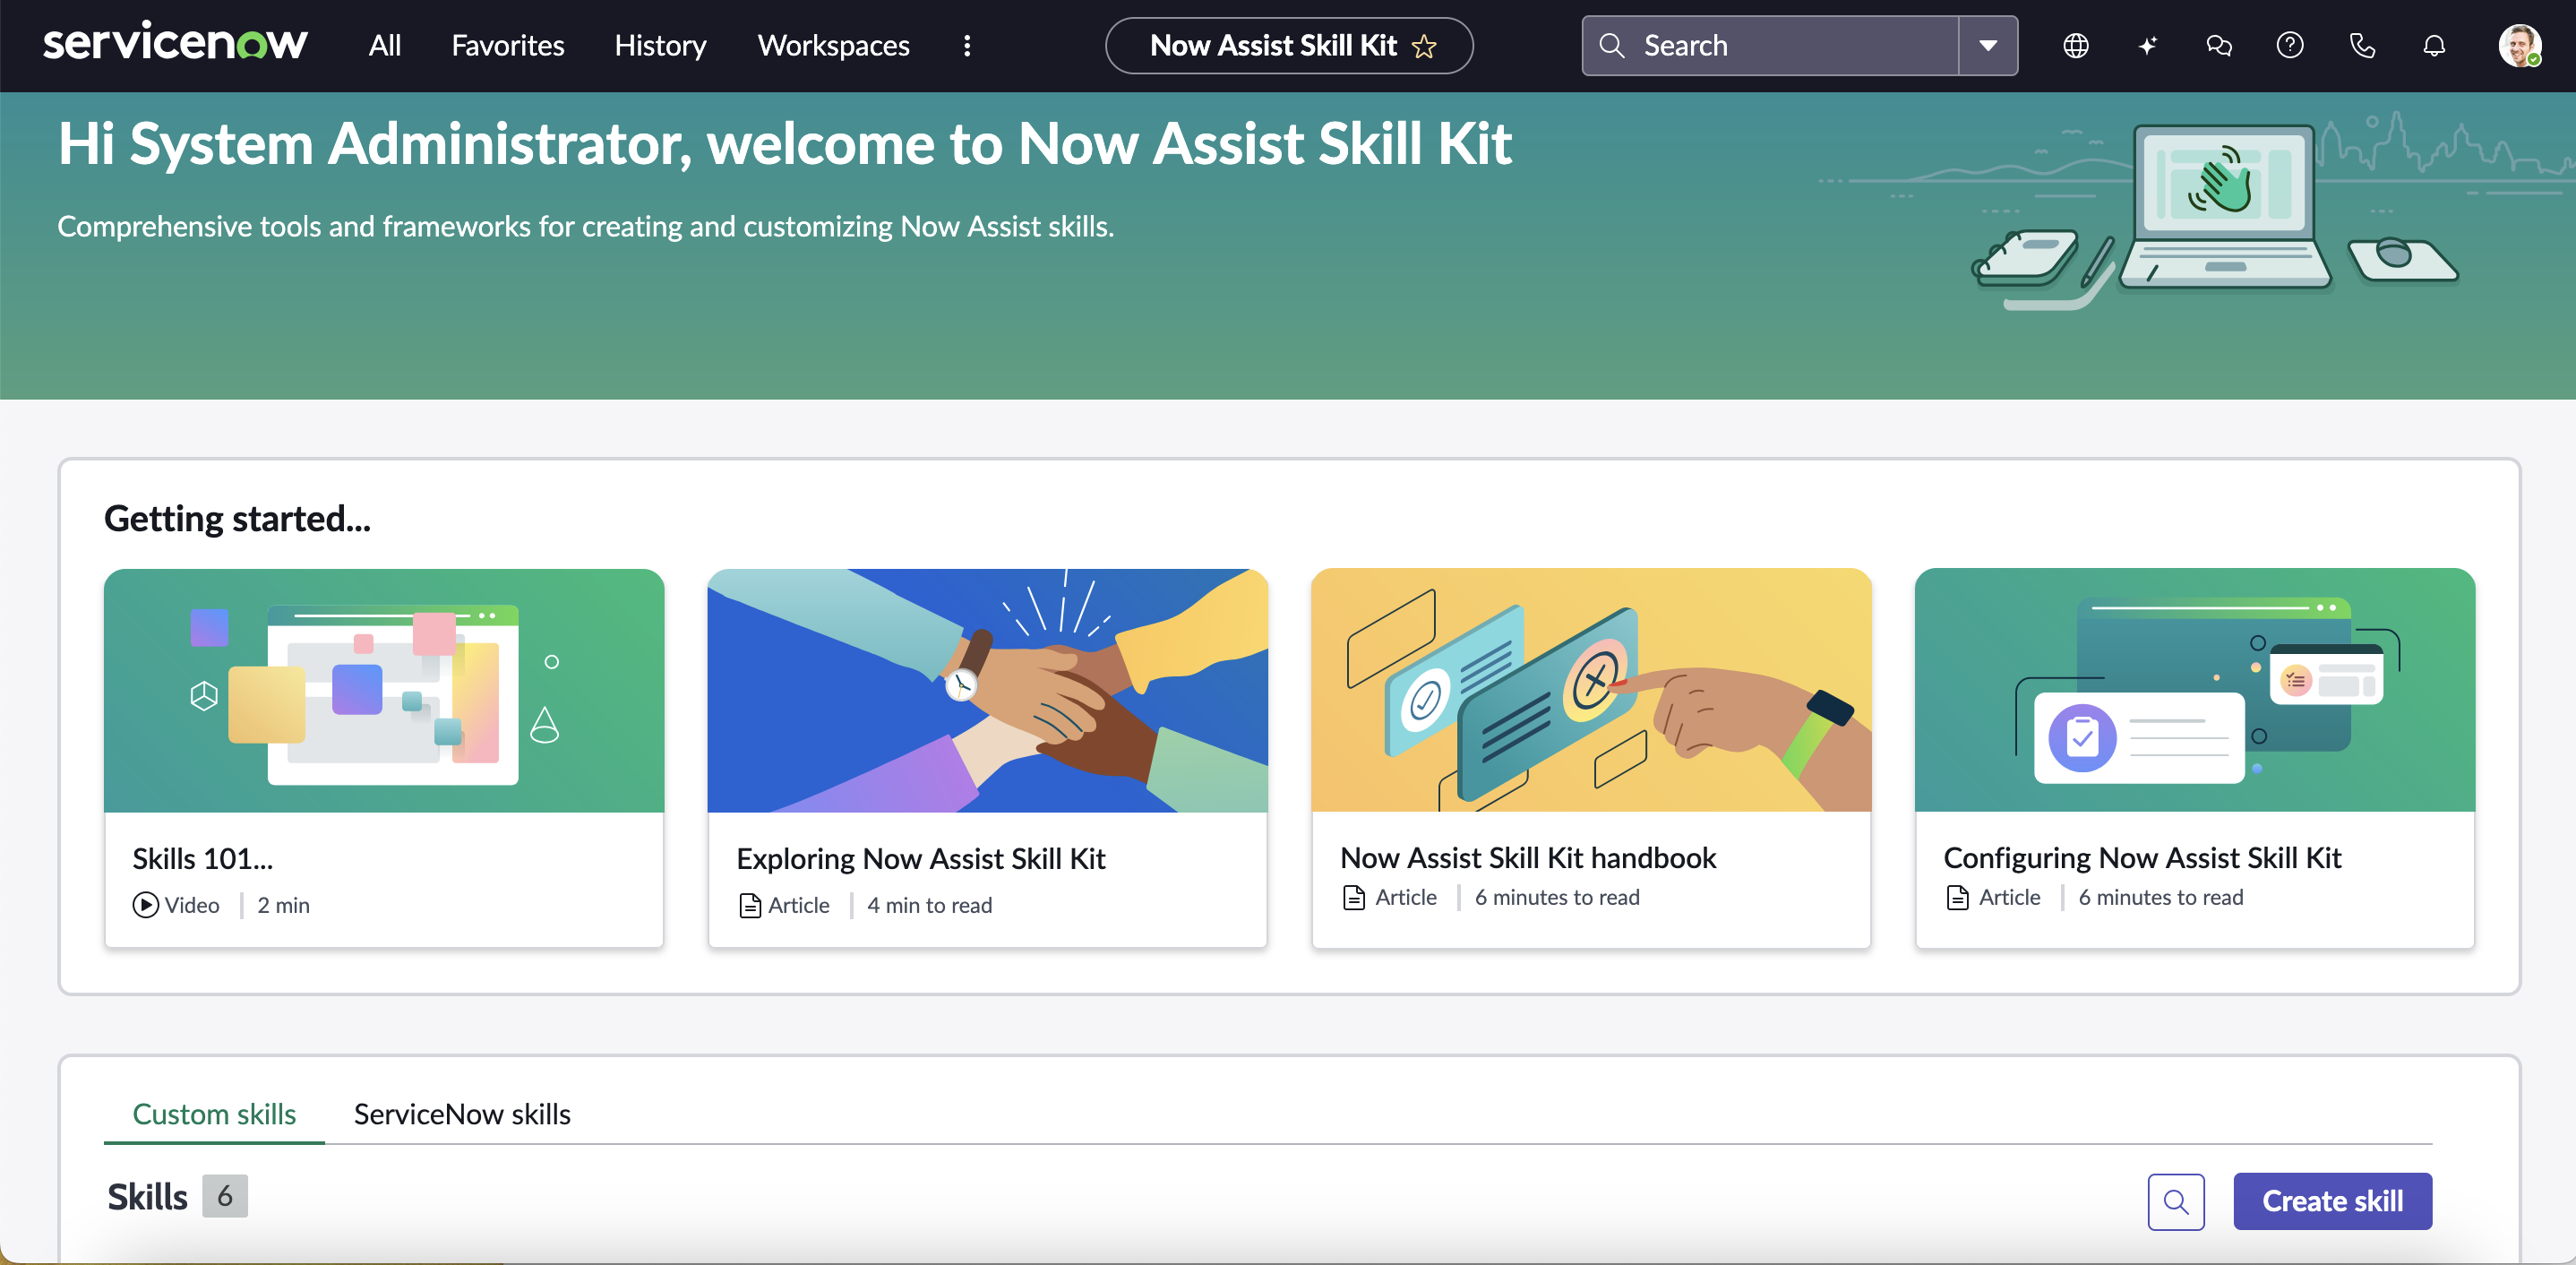 servicenow All Favorites History Workspaces Now Assist Skill Kit Search
Hi System Administrator, welcome to Now Assist Skill Kit
Comprehensive tools and frameworks for creating and customizing Now Assist skills.
Getting started...
Skills 101...
Video | 2 min
Exploring Now Assist Skill Kit
Article | 4 min to read
Now Assist Skill Kit handbook
Article | 6 minutes to read
Configuring Now Assist Skill Kit
Article | 6 minutes to read
Custom skills ServiceNow skills
Skills 6 Create skill